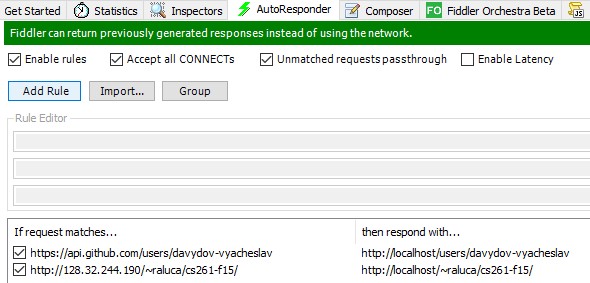 Get Started Statistics Inspectors AutoResponder Composer FO Fiddler Orchestra Beta JS
Fiddler can return previously generated responses instead of using the network.
Enable rules Accept all CONNECTs Unmatched requests passthrough Enable Latency
Add Rule Import... Group
Rule Editor
If request matches... then respond with...
https://api.github.com/users/davydov-vyacheslav http://localhost/users/davydov-vyacheslav
http://128.32.244.190/~raluca/cs261-f15/ http://localhost/~raluca/cs261-f15/